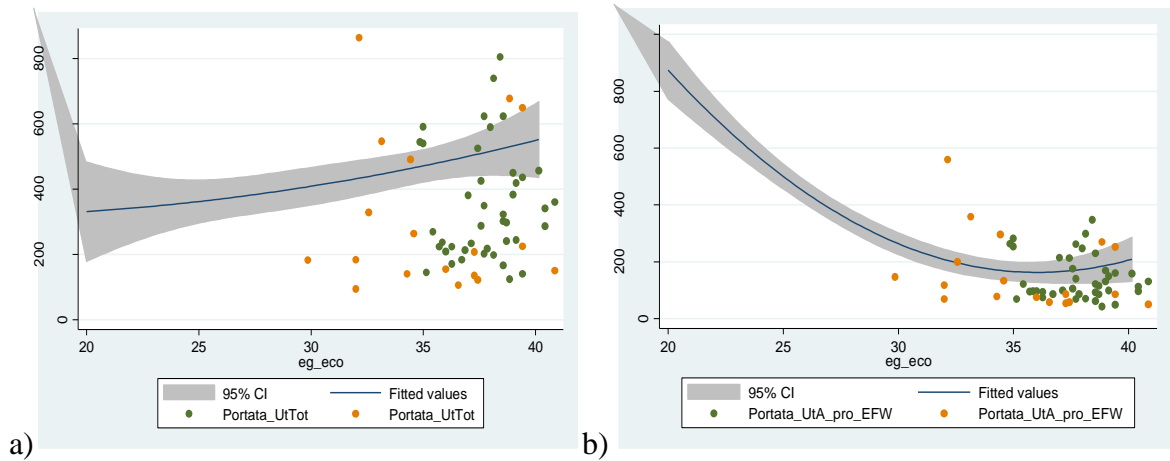 800
600
400
200
0
20 25 30 35 40
eg_eco
95% CI Fitted values
Portata_UtTot Portata_UtTot
a)
800
600
400
200
0
20 25 30 35 40
eg_eco
95% CI Fitted values
Portata_UtA_pro_EFW Portata_UtA_pro_EFW
b)